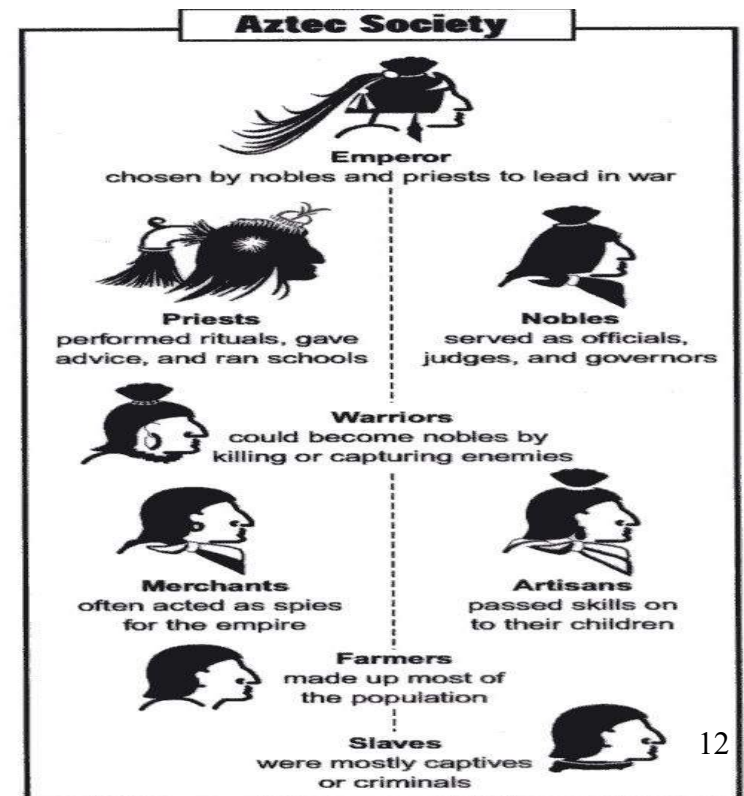 Aztec Society
Emperor
chosen by nobles and priests to lead in war
Priests
performed rituals, gave
advice, and ran schools
Nobles
served as officials,
judges, and governors
Warriors
could become nobles by
killing or capturing enemies
Merchants
often acted as spies
for the empire
Artisans
passed skills on
to their children
Farmers
made up most of
the population
Slaves
were mostly captives
or criminals
12